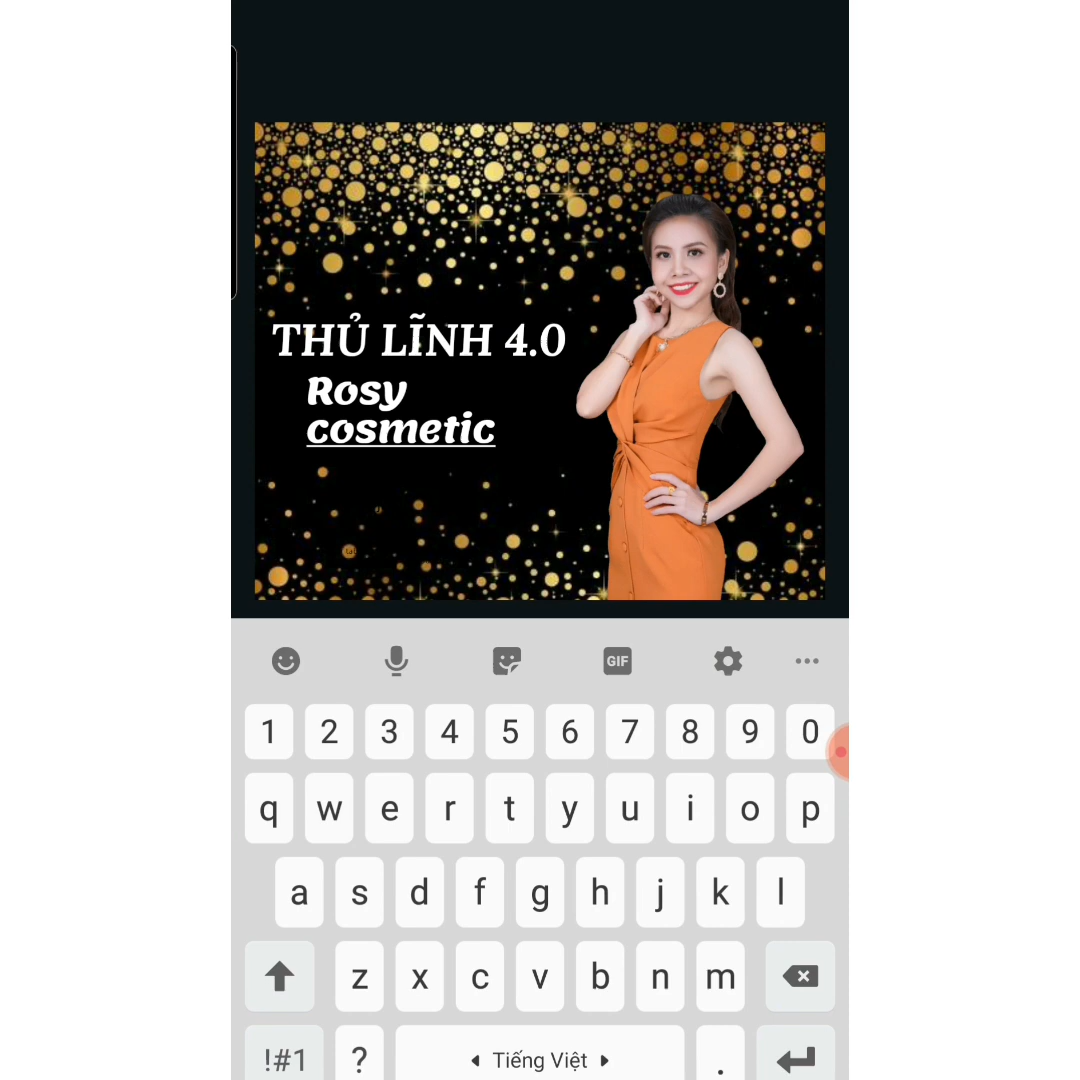 THỦ LĨNH 4.0
Rosy
cosmetic
GIF
1 2 3 4 5 6 7 8 9 0
q w e r t y u i o p
a s d f g h j k l
z x c v b n m
!#1 ? Tiếng Việt .